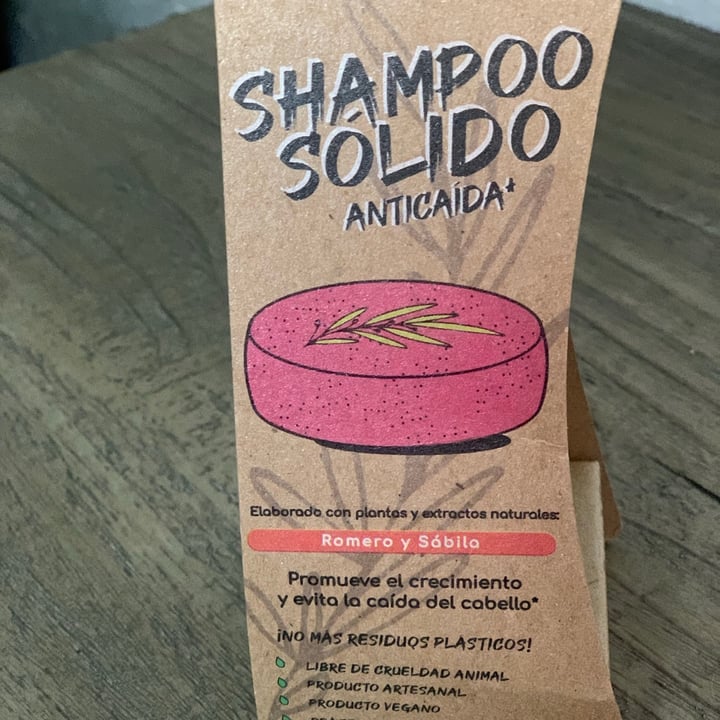 SHAMPOO
SÓLIDO
ANTICAÍDA*
Elaborado con plantas y extractos naturales:
Romero y Sábila
Promueve el crecimiento
y evita la caída del cabello*
¡NO MÁS RESIDUOS PLÁSTICOS!
LIBRE DE CRUELDAD ANIMAL
PRODUCTO ARTESANAL
PRODUCTO VEGANO